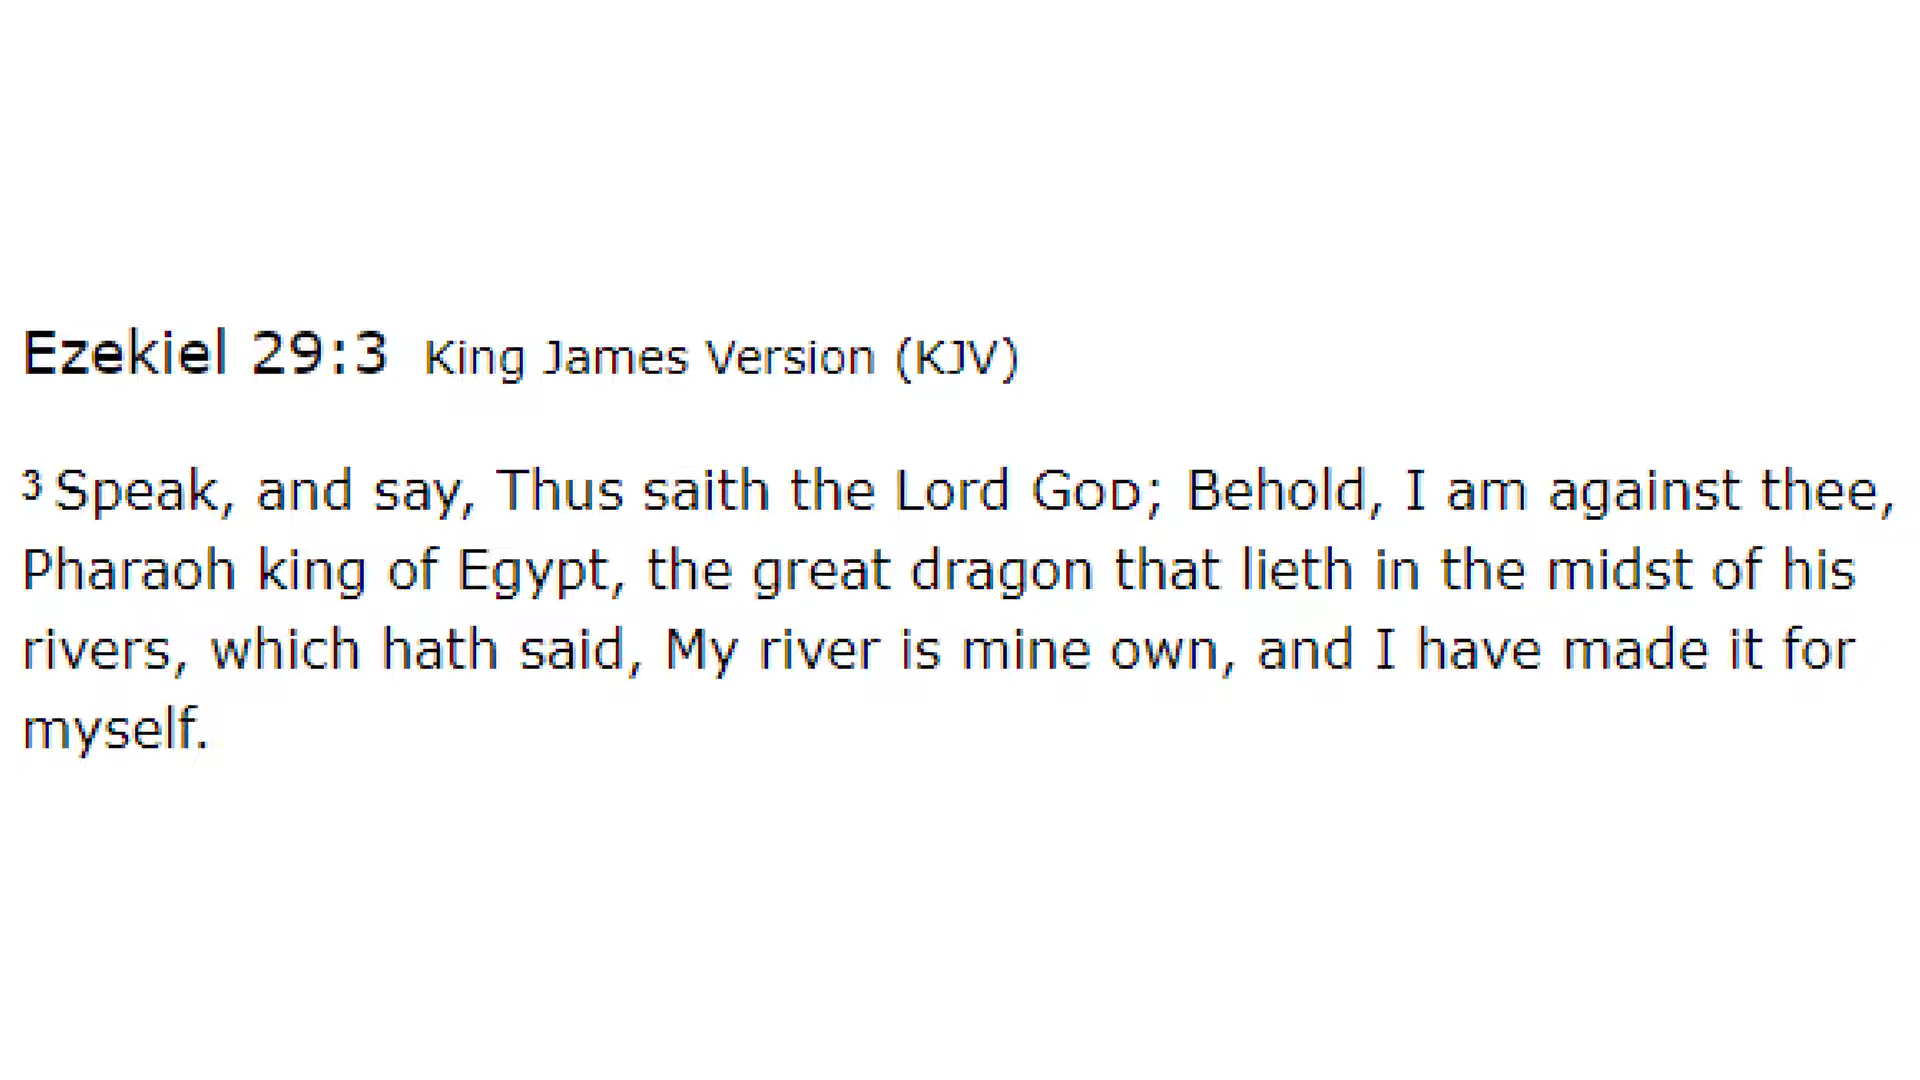 Ezekiel 29:3 King James Version (KJV)
3 Speak, and say, Thus saith the Lord GOD; Behold, I am against thee,
Pharaoh king of Egypt, the great dragon that lieth in the midst of his
rivers, which hath said, My river is mine own, and I have made it for
myself.